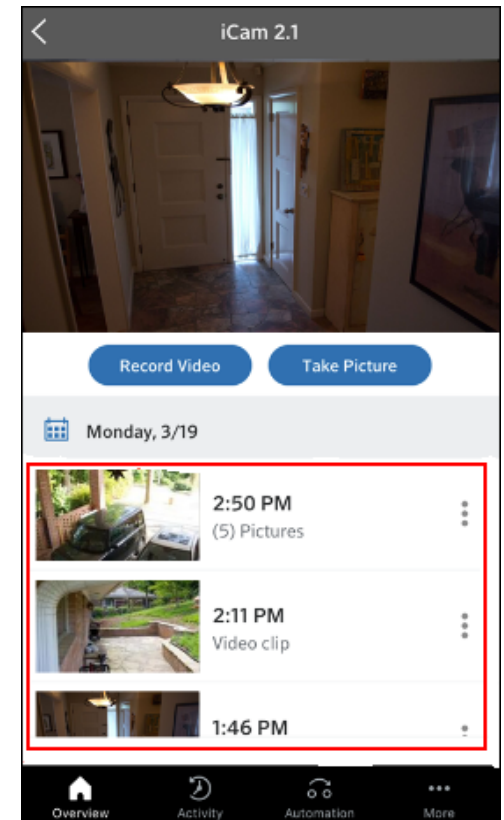 iCam 2.1
Record Video
Take Picture
Monday, 3/19
2:50 PM
(5) Pictures
2:11 PM
Video clip
1:46 PM
Overview
Activity
Automation
More